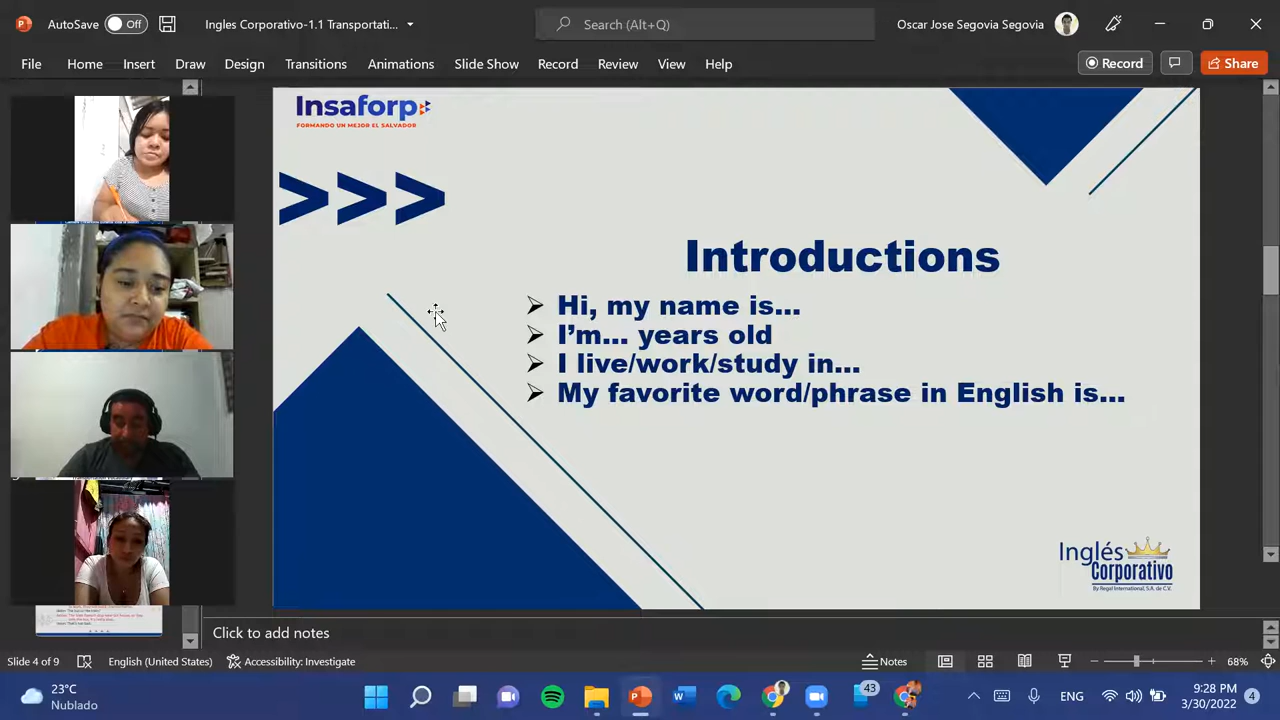 AutoSave Off
Ingles Corporativo-1.1 Transportati...
Search (Alt+Q)
Oscar Jose Segovia Segovia
File Home Insert Draw Design Transitions Animations Slide Show Record Review View Help
Record
Share
Insaforp
FORMANDO UN MEJOR EL SALVADOR
>>>
Introductions
Hi, my name is...
I'm... years old
I live/work/study in...
My favorite word/phrase in English is...
Inglés
Corporativo
By Regal International, S.A. de C.V.
Click to add notes
Slide 4 of 9 English (United States) Accessibility: Investigate Notes 68%
23°C
Nublado
43
ENG
9:28 PM
3/30/2022
4